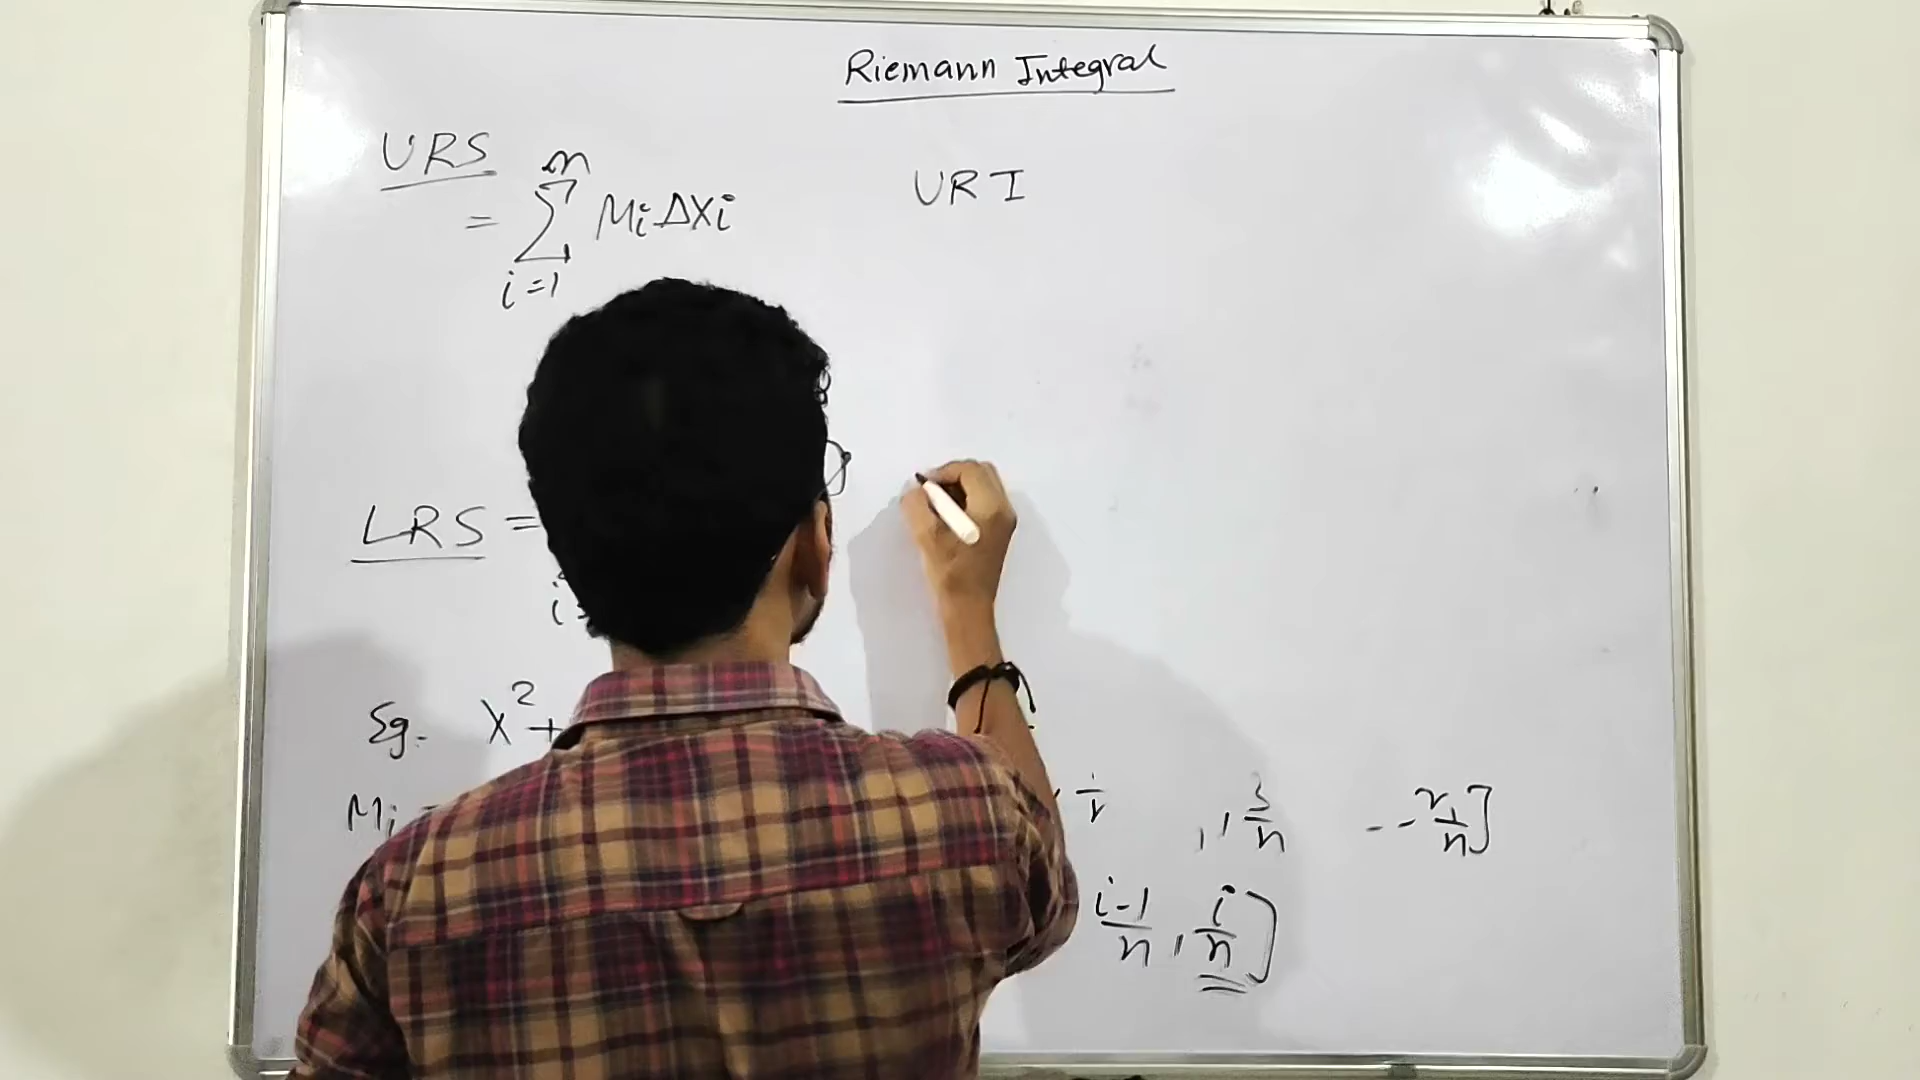 Riemann Integral
URS
n
= ∑ Mi ΔXi
i=1
URI
LRS =
i
Eg. X² +
Mi
, 3/n -- n/n]
i-1/n , i/n]